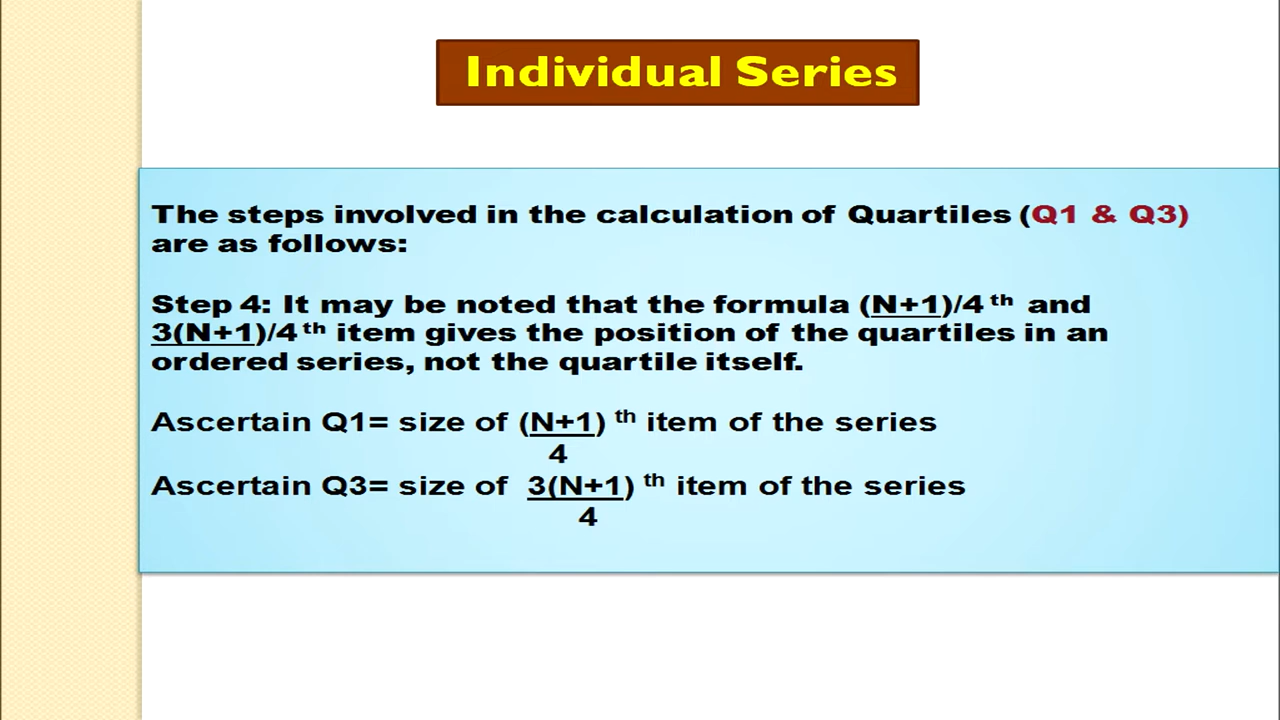 Individual Series
The steps involved in the calculation of Quartiles (Q1 & Q3)
are as follows:
Step 4: It may be noted that the formula (N+1)/4 th and
3(N+1)/4 th item gives the position of the quartiles in an
ordered series, not the quartile itself.
Ascertain Q1= size of (N+1) th item of the series
4
Ascertain Q3= size of 3(N+1) th item of the series
4